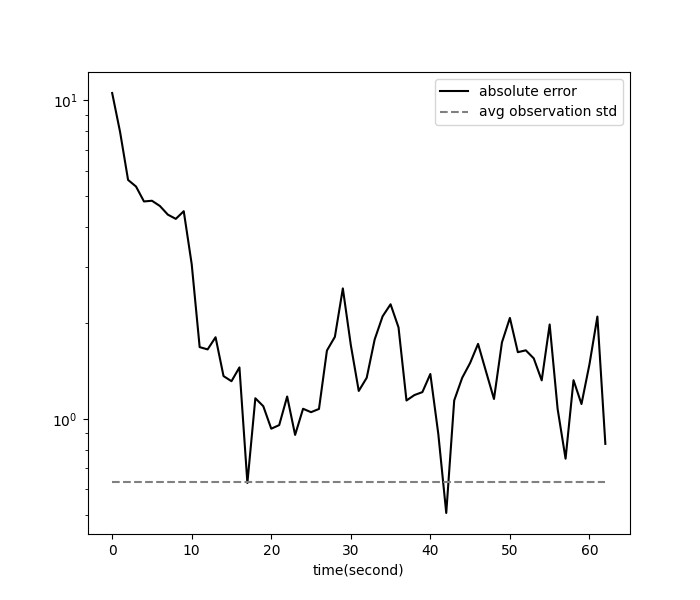 absolute error
avg observation std
10¹
10⁰
0 10 20 30 40 50 60
time(second)